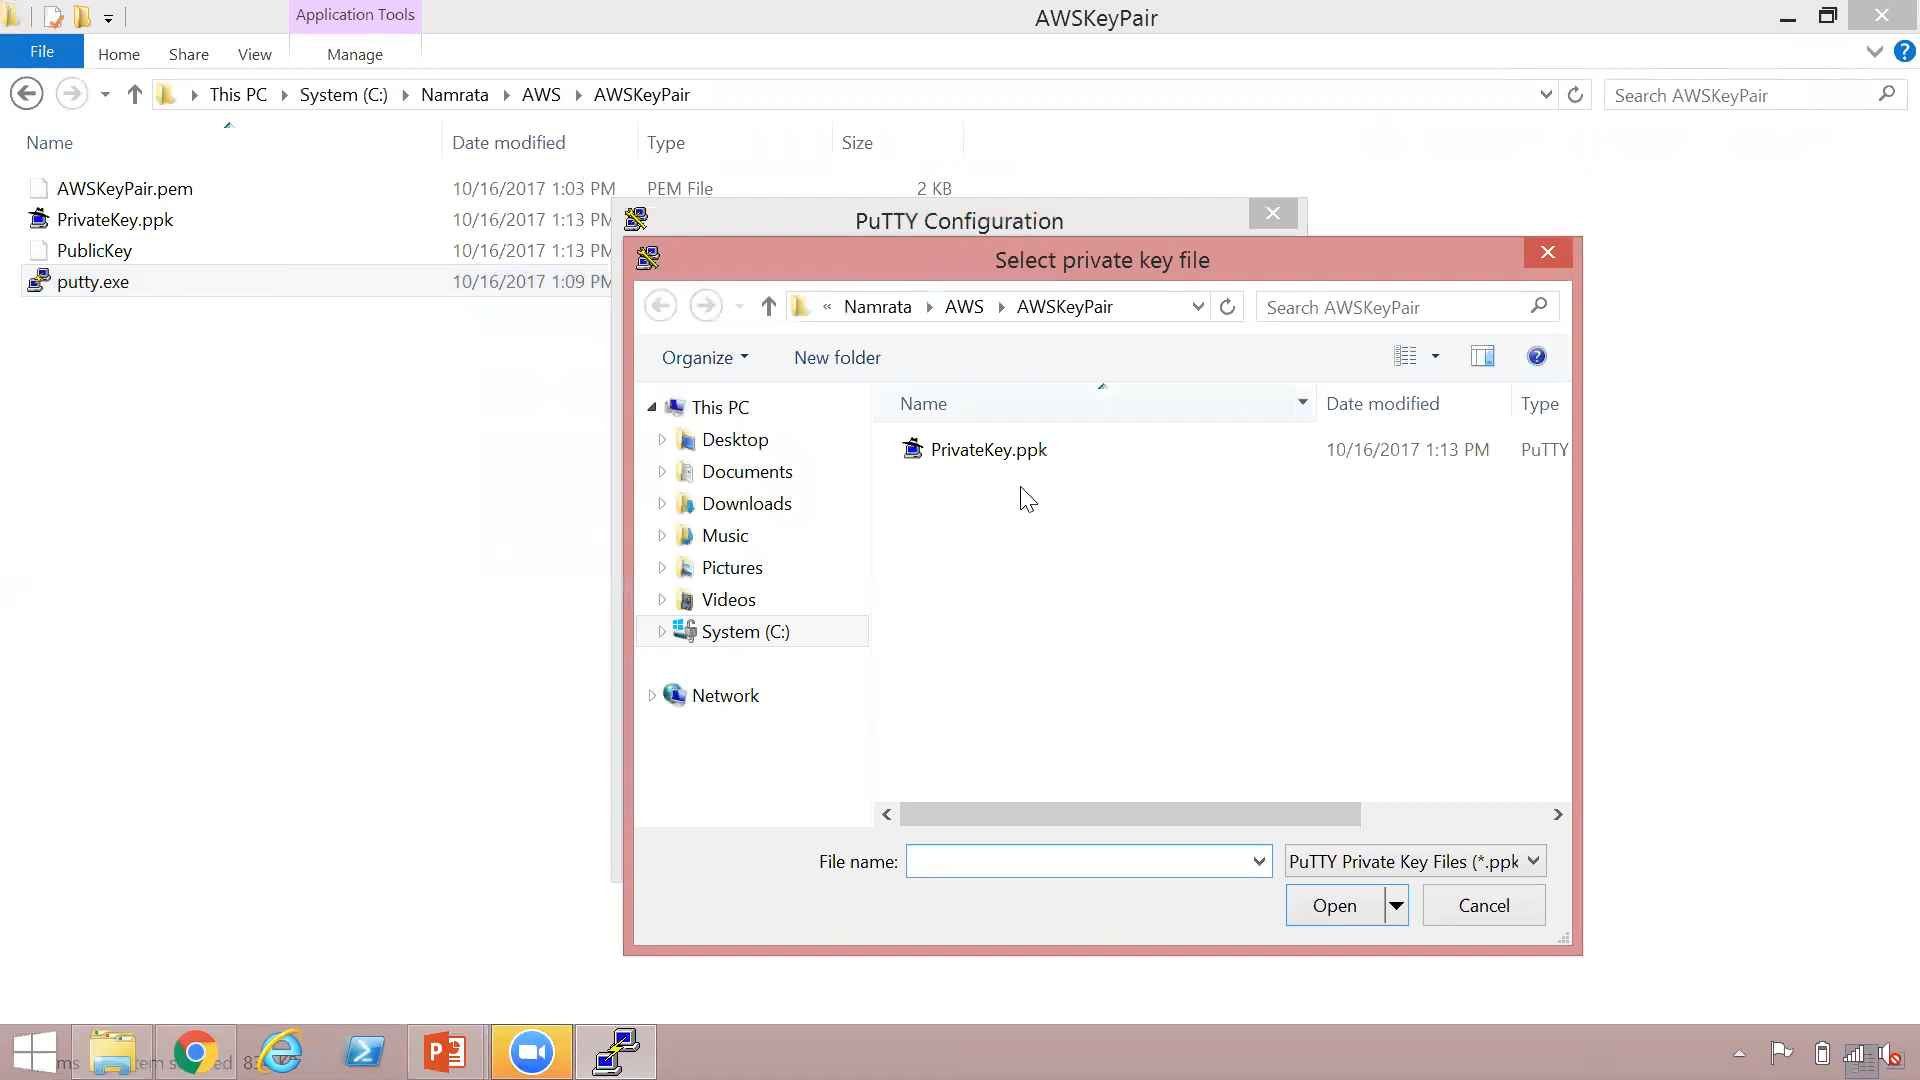 Application Tools
AWSKeyPair
File Home Share View Manage
This PC System (C:) Namrata AWS AWSKeyPair
Search AWSKeyPair
Name Date modified Type Size
AWSKeyPair.pem 10/16/2017 1:03 PM PEM File 2 KB
PrivateKey.ppk 10/16/2017 1:13 PM
PublicKey 10/16/2017 1:13 PM
putty.exe 10/16/2017 1:09 PM
PuTTY Configuration
Select private key file
« Namrata AWS AWSKeyPair
Search AWSKeyPair
Organize New folder
This PC
Desktop
Documents
Downloads
Music
Pictures
Videos
System (C:)
Network
Name Date modified Type
PrivateKey.ppk 10/16/2017 1:13 PM PuTTY
File name: PuTTY Private Key Files (*.ppk
Open Cancel